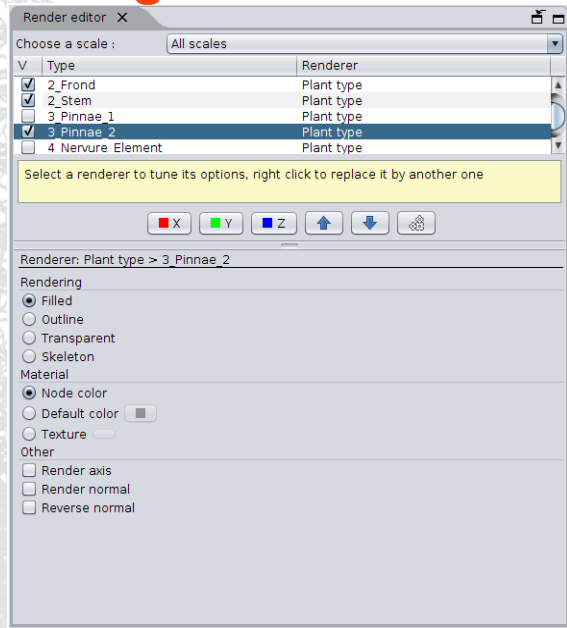 Render editor X
Choose a scale : All scales
V Type Renderer
2_Frond Plant type
2_Stem Plant type
3_Pinnae_1 Plant type
3_Pinnae_2 Plant type
4_Nervure Element Plant type
Select a renderer to tune its options, right click to replace it by another one
X Y Z
Renderer: Plant type > 3_Pinnae_2
Rendering
Filled
Outline
Transparent
Skeleton
Material
Node color
Default color
Texture
Other
Render axis
Render normal
Reverse normal